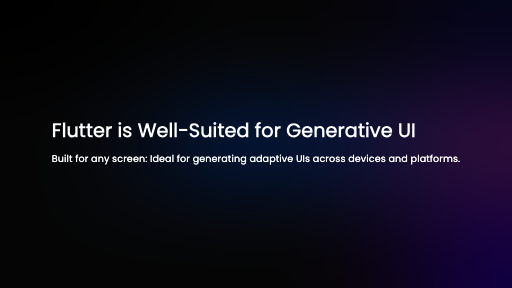 Flutter is Well-Suited for Generative UI
Built for any screen: Ideal for generating adaptive UIs across devices and platforms.